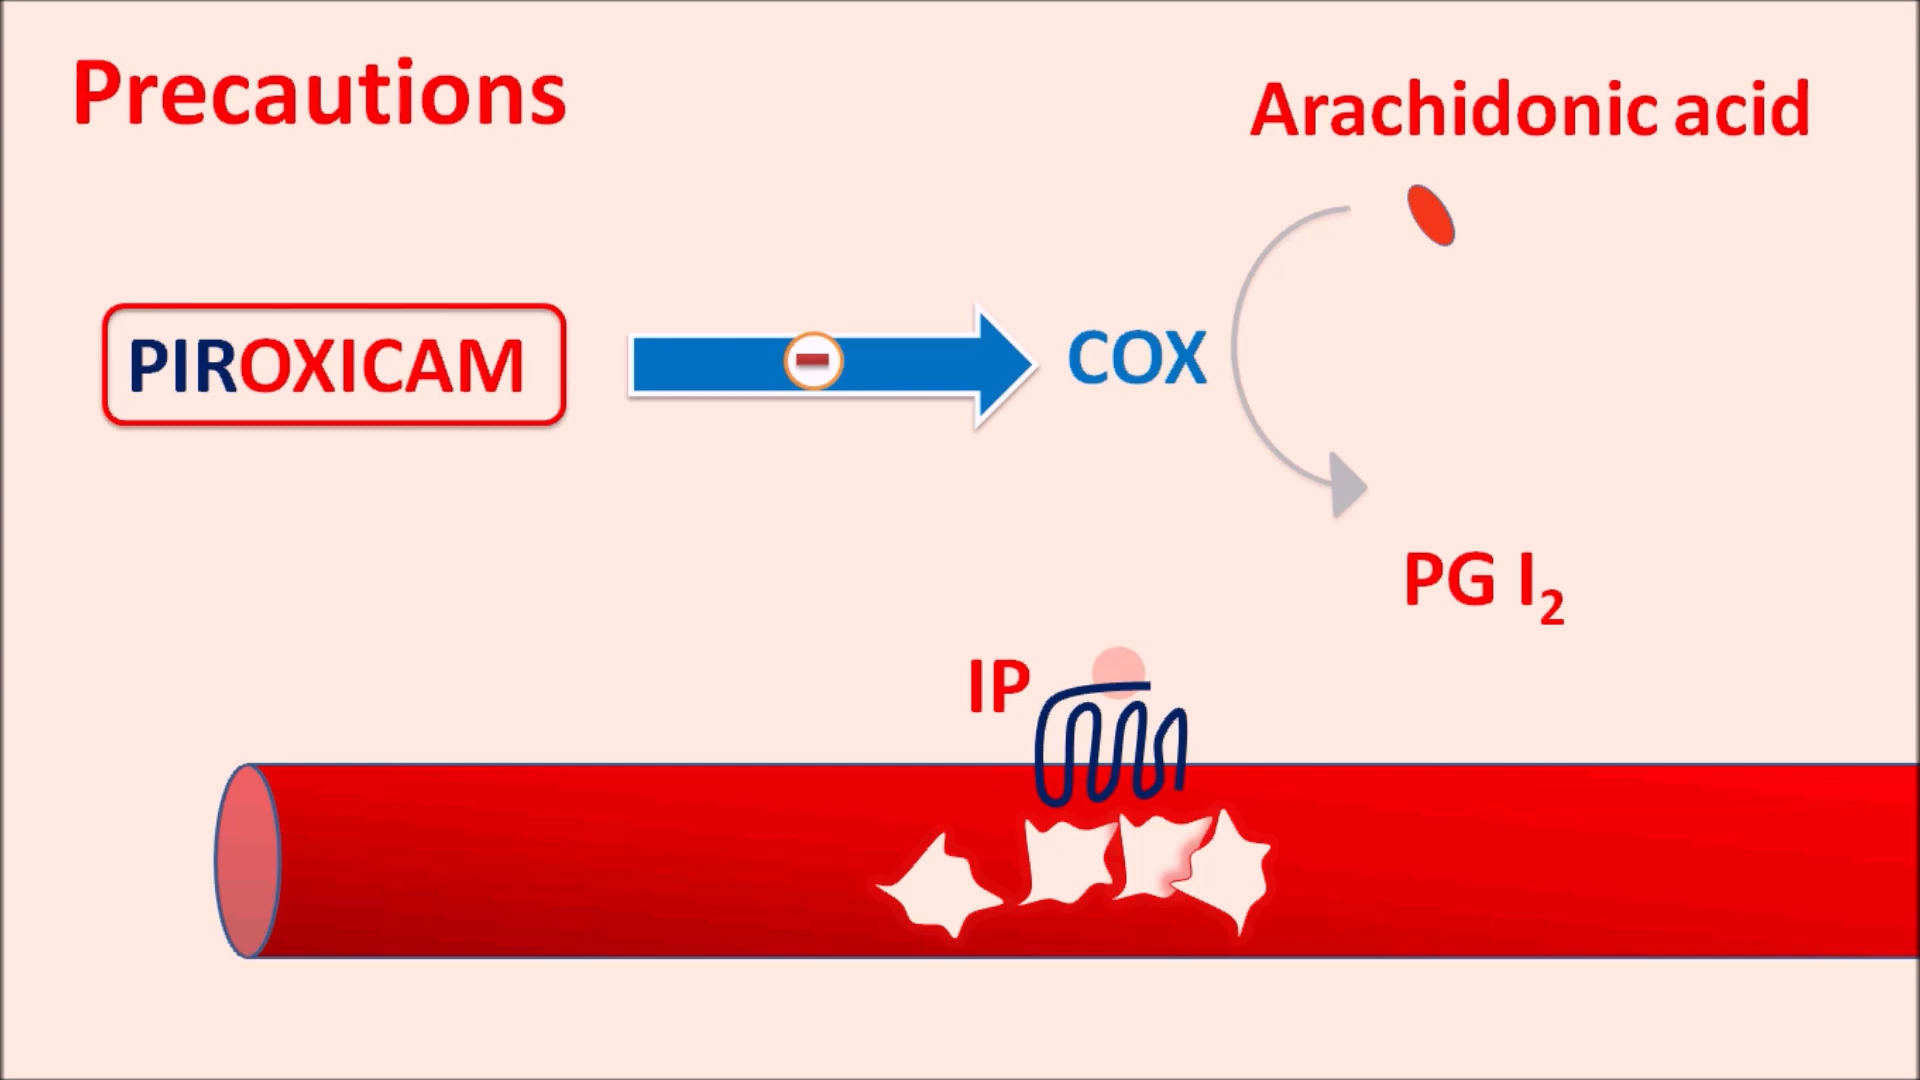 Precautions
Arachidonic acid
PIROXICAM
COX
PG I₂
IP